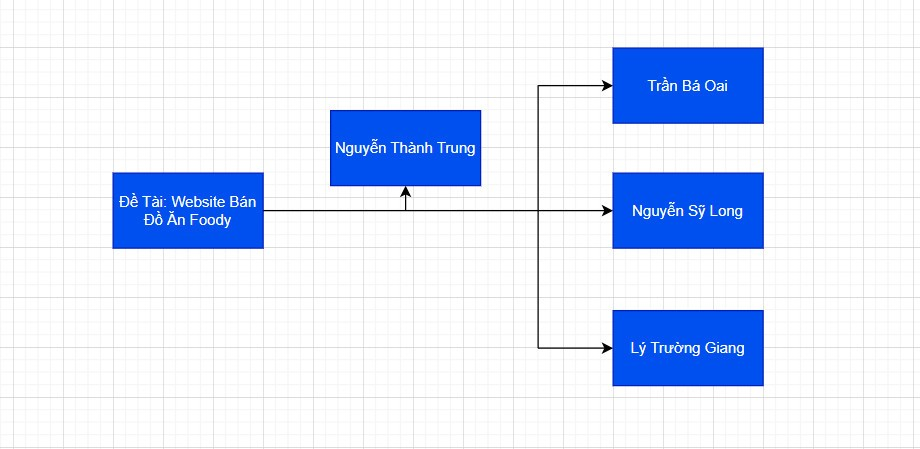 Đề Tài: Website Bán
Đồ Ăn Foody
Nguyễn Thành Trung
Trần Bá Oai
Nguyễn Sỹ Long
Lý Trường Giang